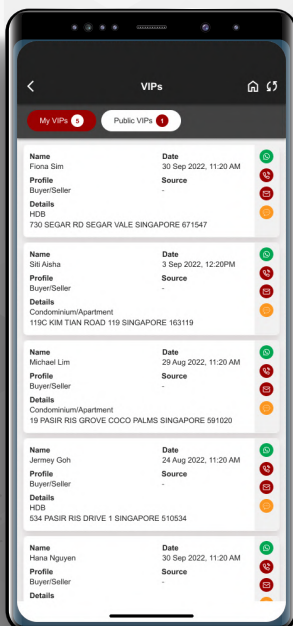 VIPs
My VIPs 5 Public VIPs 1
Name Date
Fiona Sim 30 Sep 2022, 11:20 AM
Profile Source
Buyer/Seller -
Details
HDB
730 SEGAR RD SEGAR VALE SINGAPORE 671547
Name Date
Siti Aisha 3 Sep 2022, 12:20PM
Profile Source
Buyer/Seller -
Details
Condominium/Apartment
119C KIM TIAN ROAD 119 SINGAPORE 163119
Name Date
Michael Lim 29 Aug 2022, 11:20 AM
Profile Source
Buyer/Seller -
Details
Condominium/Apartment
19 PASIR RIS GROVE COCO PALMS SINGAPORE 591020
Name Date
Jermey Goh 24 Aug 2022, 11:20 AM
Profile Source
Buyer/Seller -
Details
HDB
534 PASIR RIS DRIVE 1 SINGAPORE 510534
Name Date
Hana Nguyen 30 Sep 2022, 11:20 AM
Profile Source
Buyer/Seller -
Details